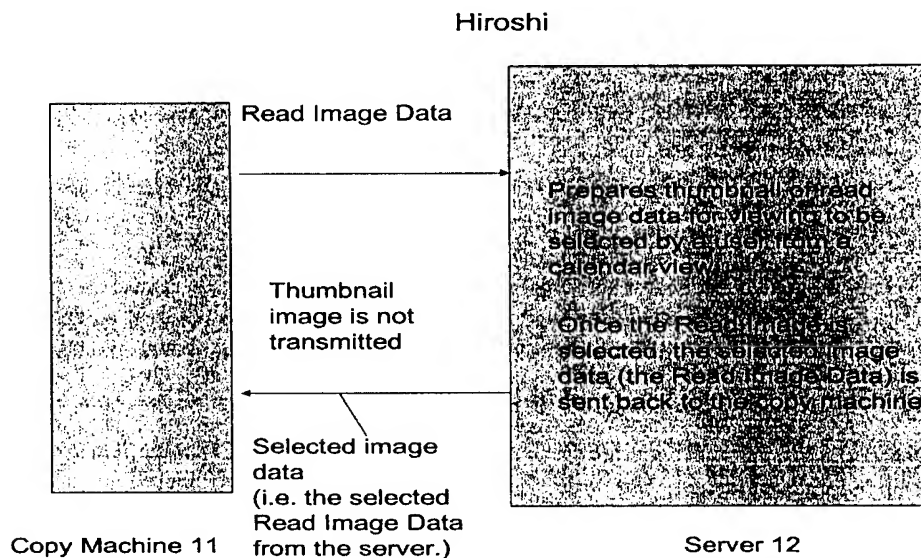 Hiroshi
Read Image Data
Prepares thumbnail of read
image data for viewing to be
selected by a user from a
calendar view
Thumbnail
image is not
transmitted
Once the Read Image is
selected, the selected image
data (the Read Image Data) is
sent back to the copy machine
Selected image
data
(i.e. the selected
Read Image Data
from the server.)
Copy Machine 11
Server 12